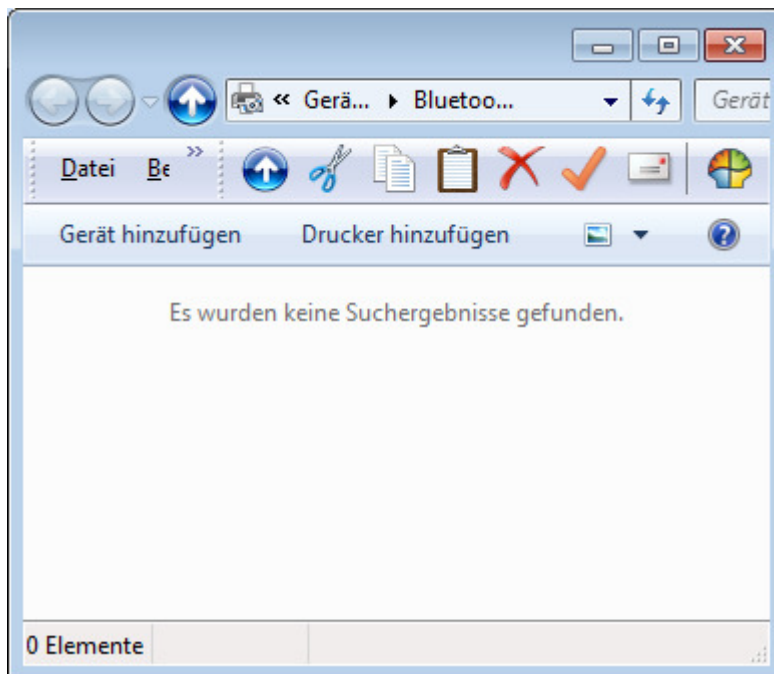 « Gerä... Bluetoo... Gerät
Datei Be »
Gerät hinzufügen Drucker hinzufügen
Es wurden keine Suchergebnisse gefunden.
0 Elemente